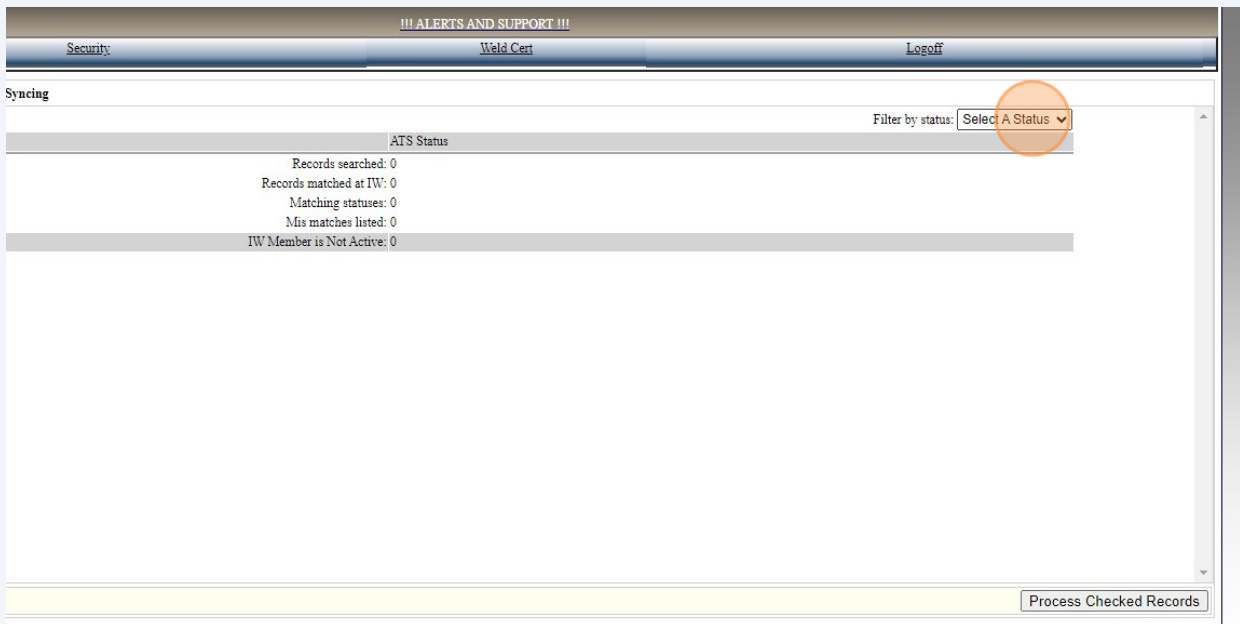 !!! ALERTS AND SUPPORT !!!
Security Weld Cert Logoff
Syncing
Filter by status: Select A Status
ATS Status
Records searched: 0
Records matched at IW: 0
Matching statuses: 0
Mis matches listed: 0
IW Member is Not Active: 0
Process Checked Records